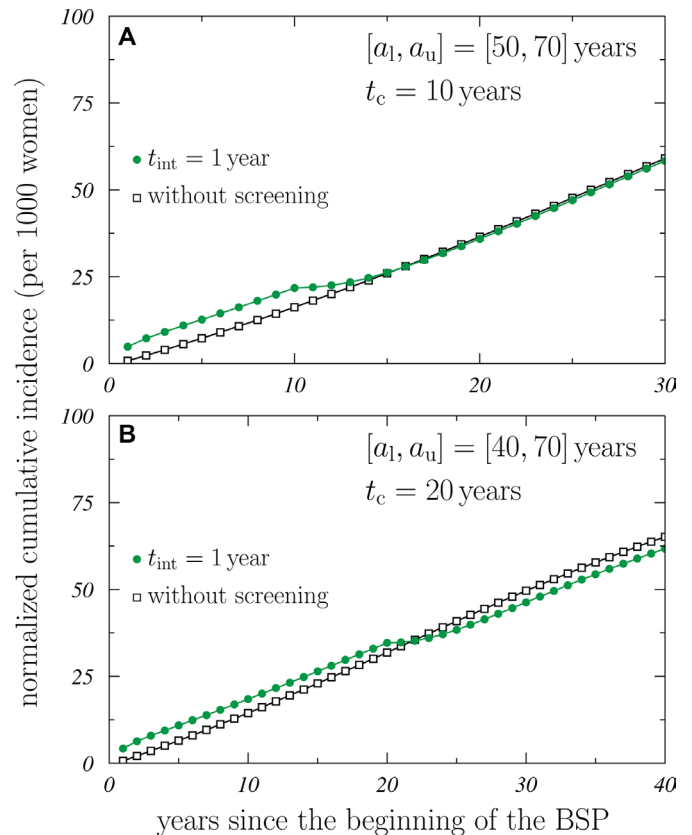 normalized cumulative incidence (per 1000 women)
A
[a_l, a_u] = [50, 70] years
t_c = 10 years
t_int = 1 year
without screening
100
75
50
25
0
0 10 20 30
B
[a_l, a_u] = [40, 70] years
t_c = 20 years
t_int = 1 year
without screening
100
75
50
25
0
0 10 20 30 40
years since the beginning of the BSP